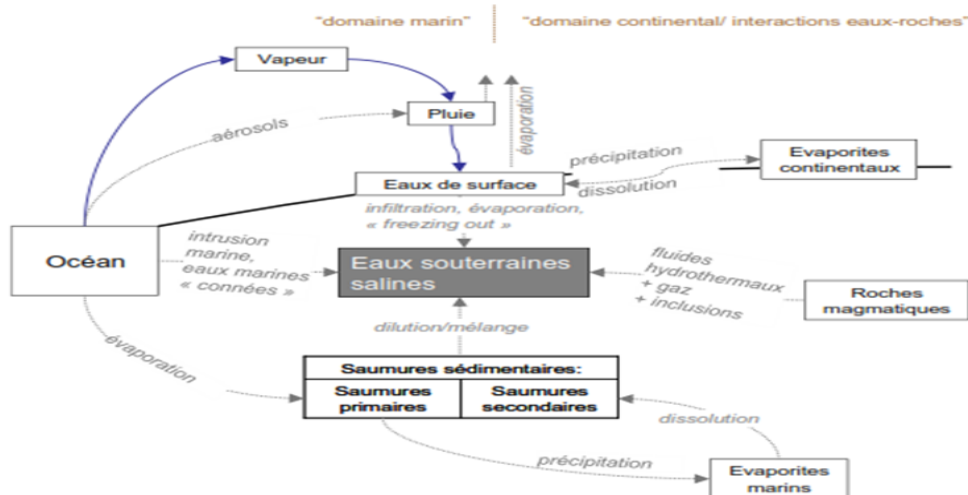 "domaine marin"
"domaine continental/ interactions eaux-roches"
Vapeur
aérosols
Pluie
évaporation
précipitation
dissolution
Evaporites
continentaux
Eaux de surface
infiltration, évaporation,
« freezing out »
Océan
intrusion
marine,
eaux marines
« connées »
Eaux souterraines
salines
fluides
hydrothermaux
+ gaz
+ inclusions
Roches
magmatiques
dilution/mélange
évaporation
Saumures sédimentaires:
Saumures
primaires
Saumures
secondaires
dissolution
précipitation
Evaporites
marins